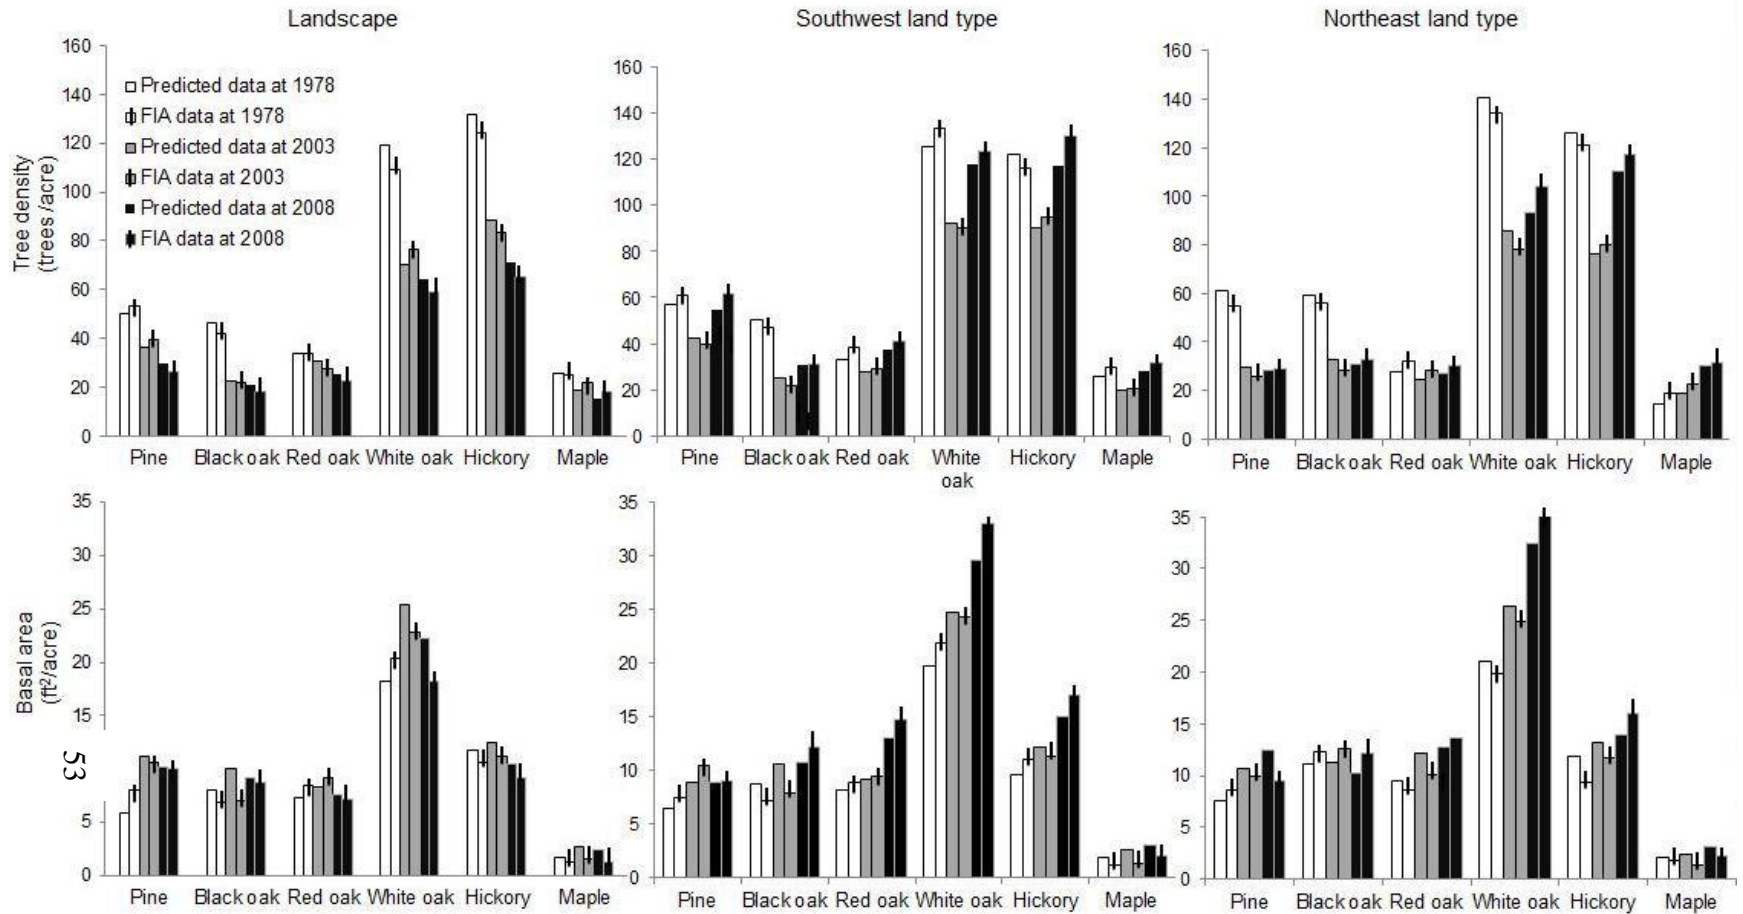 Landscape
Southwest land type
Northeast land type
Tree density
(trees /acre)
160
140
120
100
80
60
40
20
0
Predicted data at 1978
FIA data at 1978
Predicted data at 2003
FIA data at 2003
Predicted data at 2008
FIA data at 2008
Pine Black oak Red oak White oak Hickory Maple
160
140
120
100
80
60
40
20
0
Pine Black oak Red oak White oak Hickory Maple
160
140
120
100
80
60
40
20
0
Pine Black oak Red oak White oak Hickory Maple
Basal area
(ft²/acre)
35
30
25
20
15
5
0
53
Pine Black oak Red oak White oak Hickory Maple
35
30
25
20
15
10
5
0
Pine Black oak Red oak White oak Hickory Maple
35
30
25
20
15
10
5
0
Pine Black oak Red oak White oak Hickory Maple